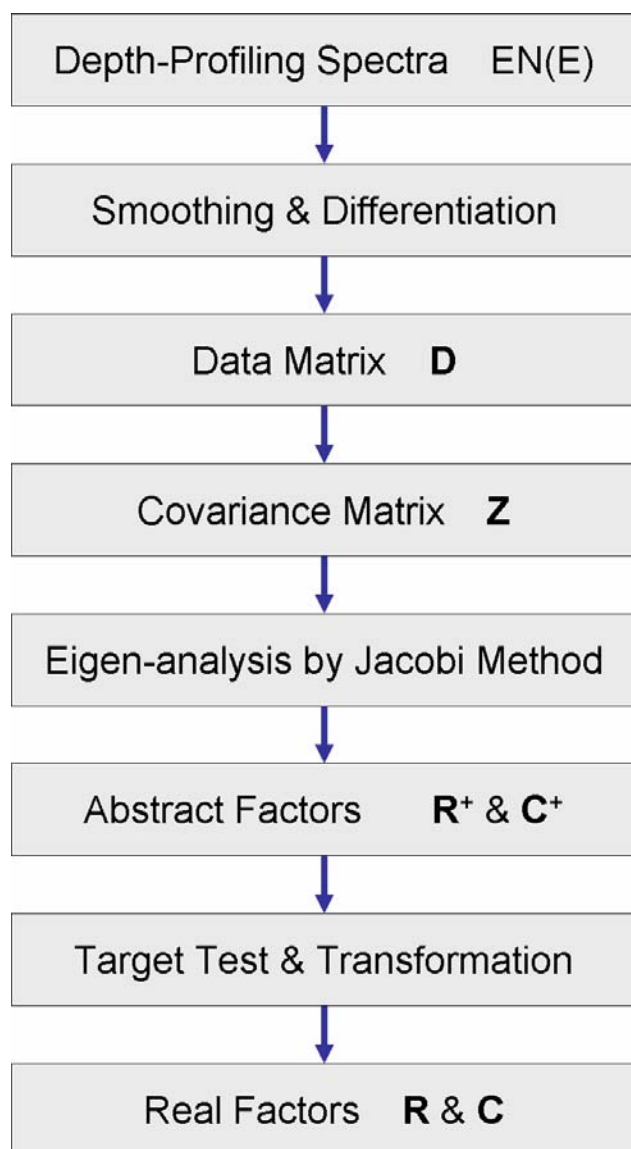 Depth-Profiling Spectra EN(E)
Smoothing & Differentiation
Data Matrix D
Covariance Matrix Z
Eigen-analysis by Jacobi Method
Abstract Factors R⁺ & C⁺
Target Test & Transformation
Real Factors R & C